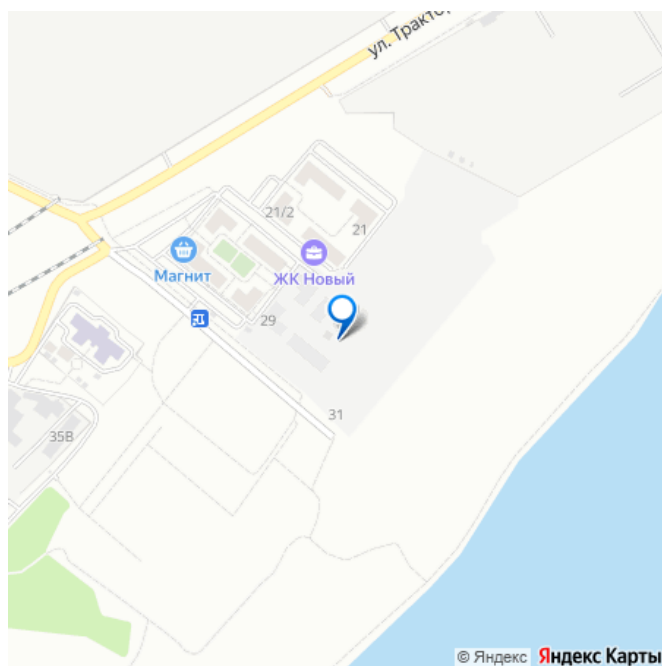 ул. Тракто
21/2
21
Магнит
ЖК Новый
29
31
35В
© Яндекс Яндекс Карты